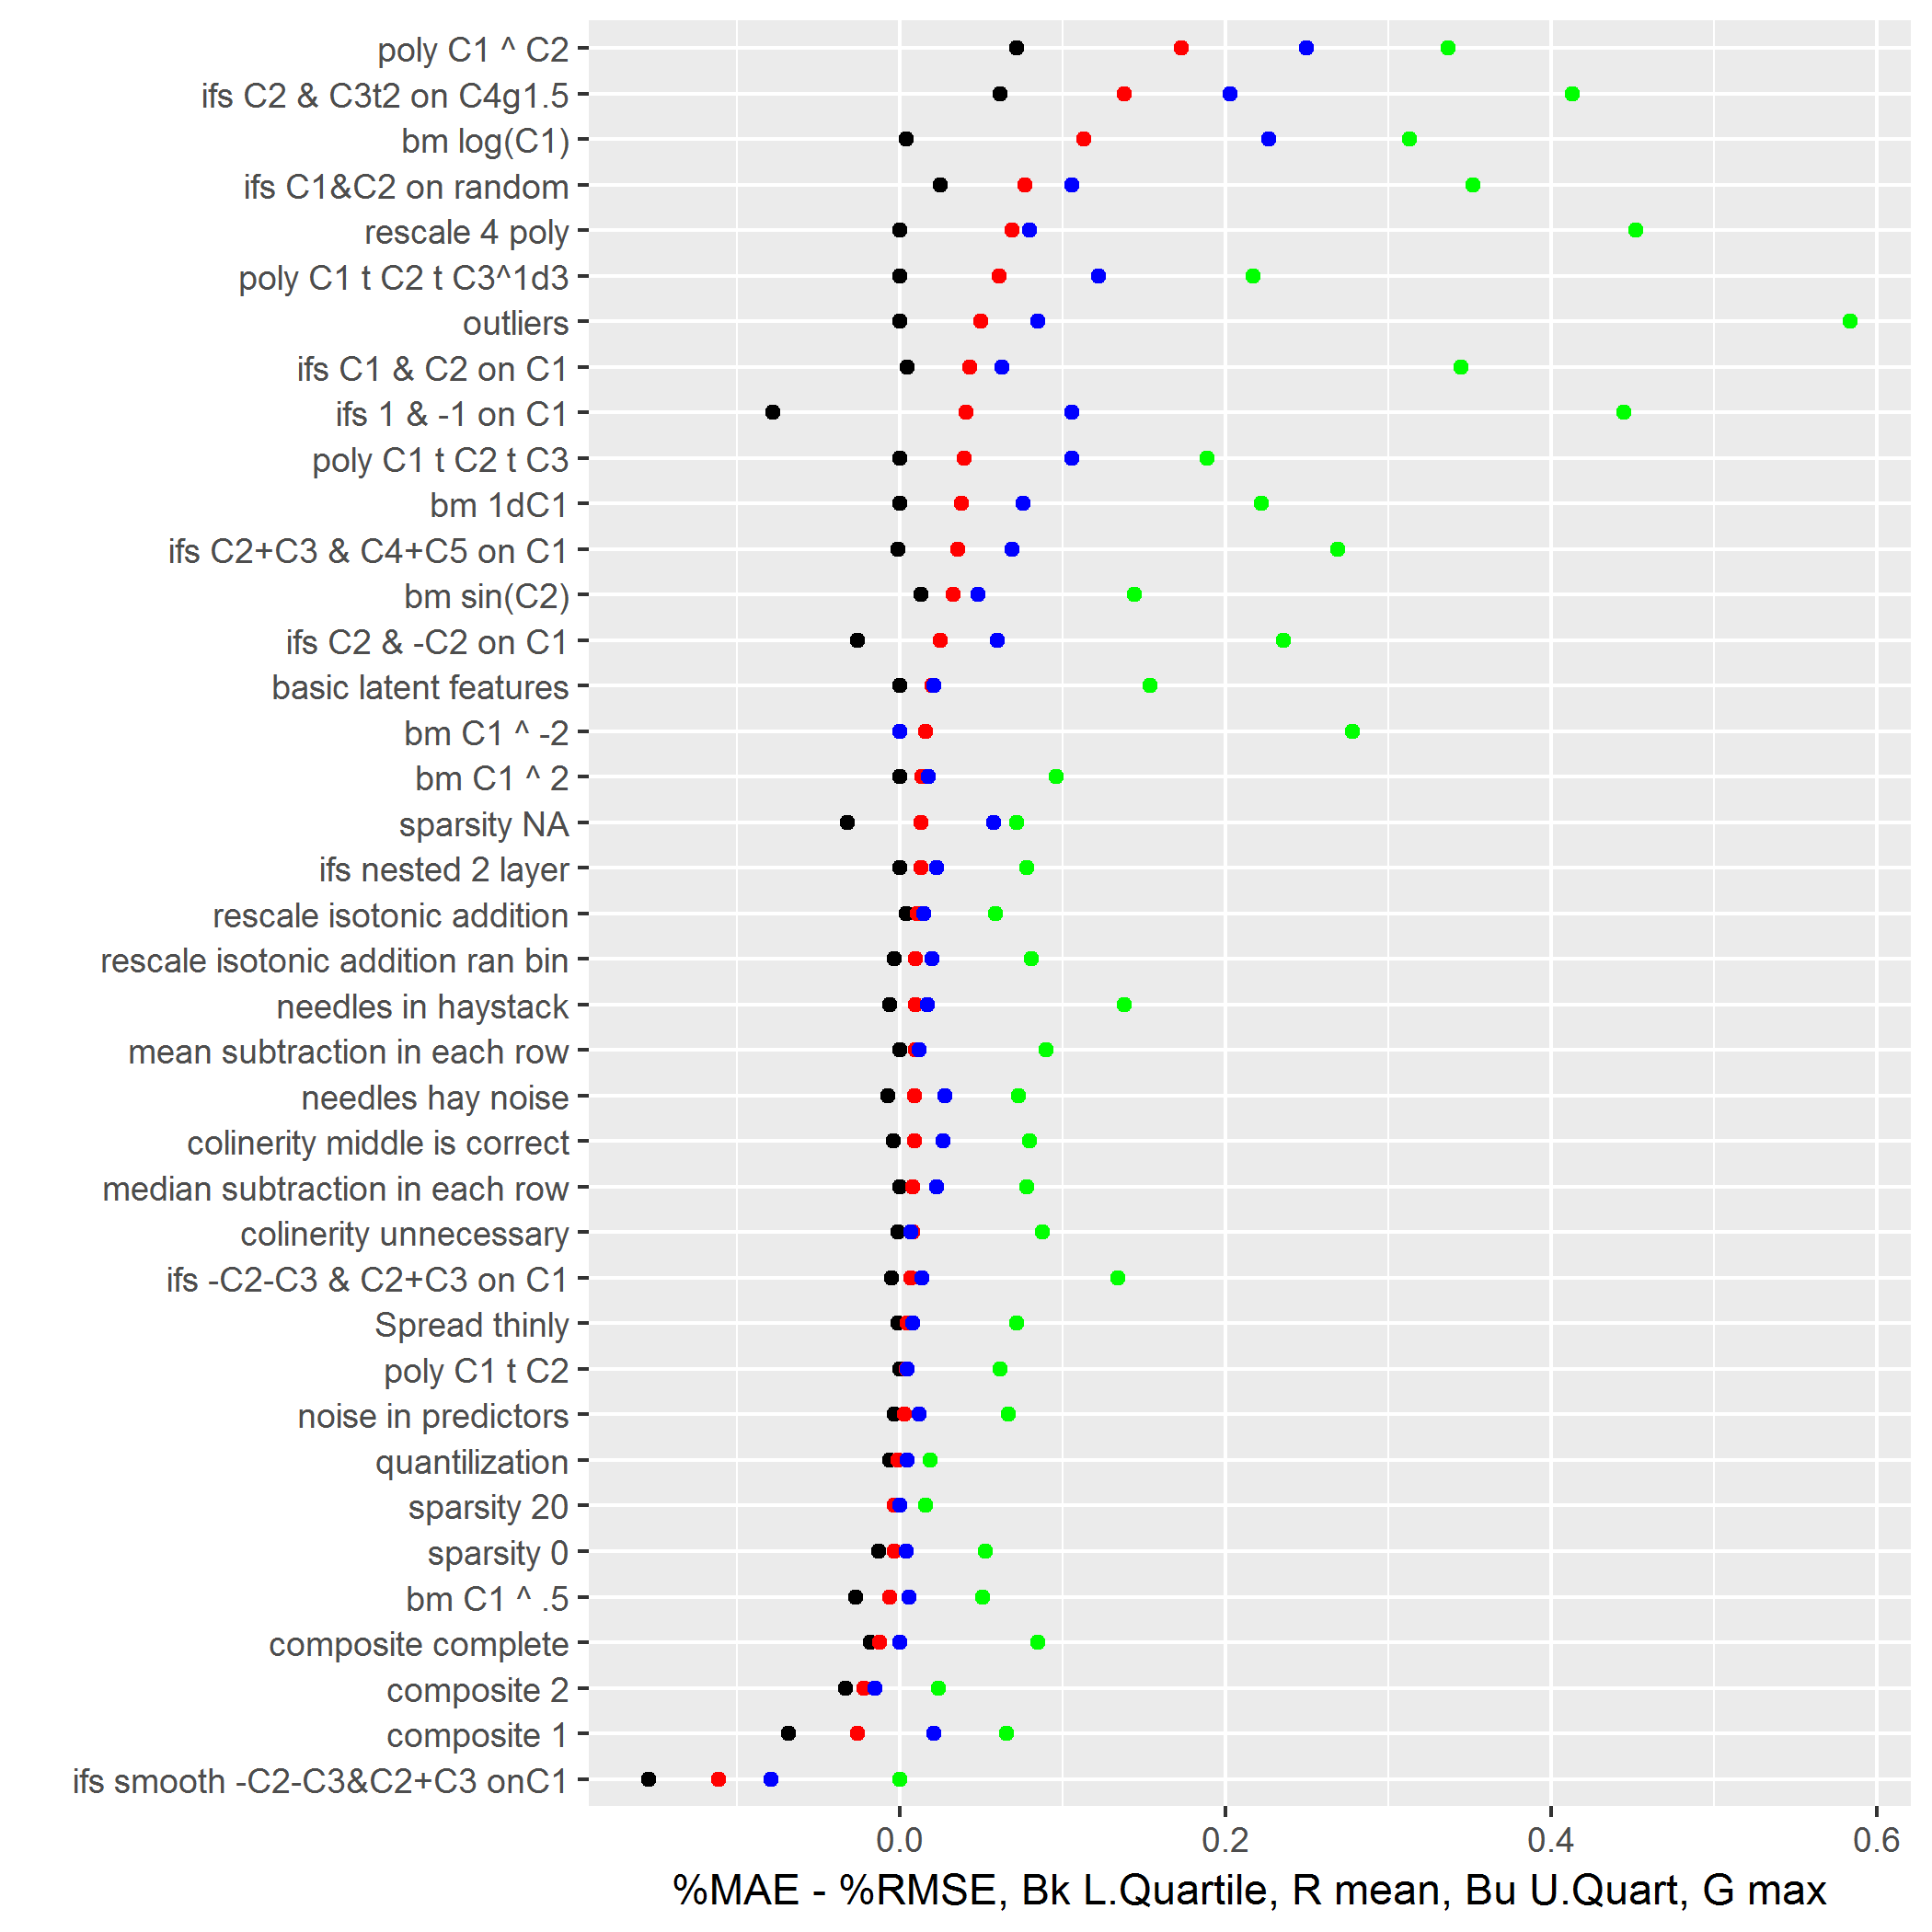 poly C1 ^ C2
ifs C2 & C3t2 on C4g1.5
bm log(C1)
ifs C1&C2 on random
rescale 4 poly
poly C1 t C2 t C3^1d3
outliers
ifs C1 & C2 on C1
ifs 1 & -1 on C1
poly C1 t C2 t C3
bm 1dC1
ifs C2+C3 & C4+C5 on C1
bm sin(C2)
ifs C2 & -C2 on C1
basic latent features
bm C1 ^ -2
bm C1 ^ 2
sparsity NA
ifs nested 2 layer
rescale isotonic addition
rescale isotonic addition ran bin
needles in haystack
mean subtraction in each row
needles hay noise
colinerity middle is correct
median subtraction in each row
colinerity unnecessary
ifs -C2-C3 & C2+C3 on C1
Spread thinly
poly C1 t C2
noise in predictors
quantilization
sparsity 20
sparsity 0
bm C1 ^ .5
composite complete
composite 2
composite 1
ifs smooth -C2-C3&C2+C3 onC1
0.0 0.2 0.4 0.6
%MAE - %RMSE, Bk L.Quartile, R mean, Bu U.Quart, G max